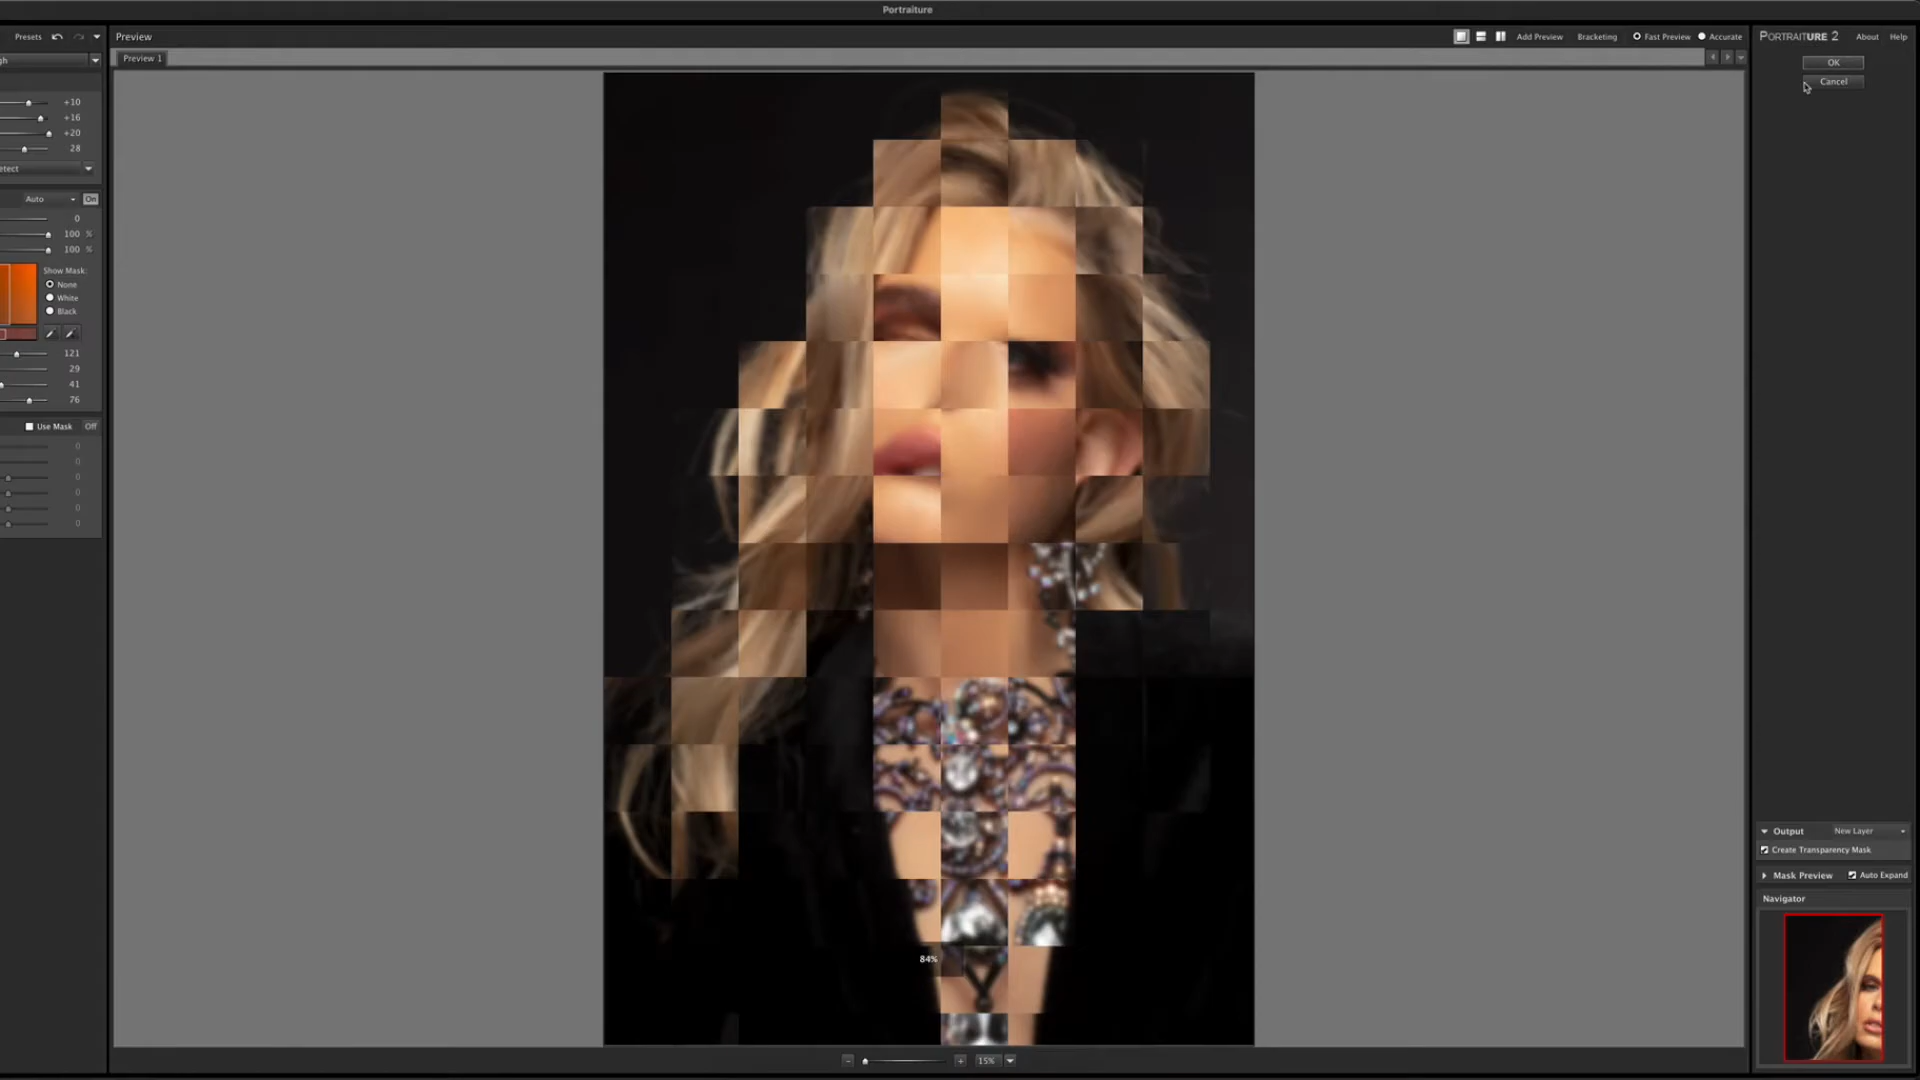 Portraiture
Presets
Preview
Add Preview
Bracketing
Fast Preview
Accurate
PORTRAITURE 2
About
Help
gh
Preview 1
OK
Cancel
+10
+16
+20
28
etect
Auto
On
0
100 %
100 %
Show Mask:
None
White
Black
121
29
41
76
Use Mask
Off
0
0
0
0
0
0
Output
New Layer
Create Transparency Mask
Mask Preview
Auto Expand
Navigator
84%
15%